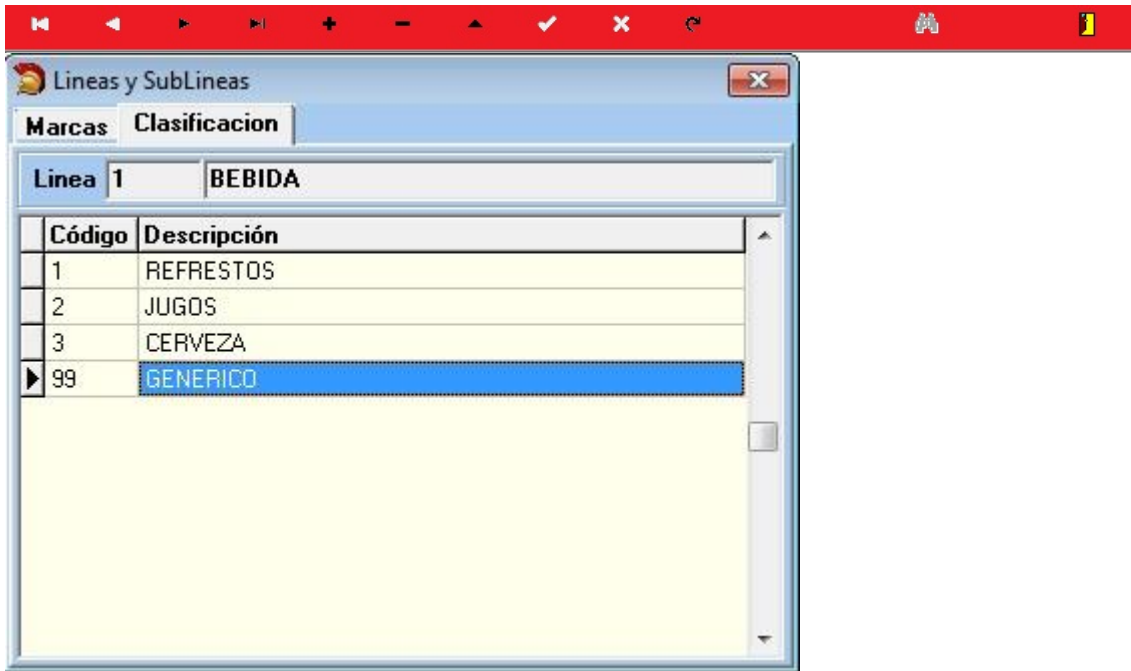 Lineas y SubLineas
Marcas Clasificacion
Linea 1 BEBIDA
Código Descripción
1 REFRESTOS
2 JUGOS
3 CERVEZA
99 GENERICO